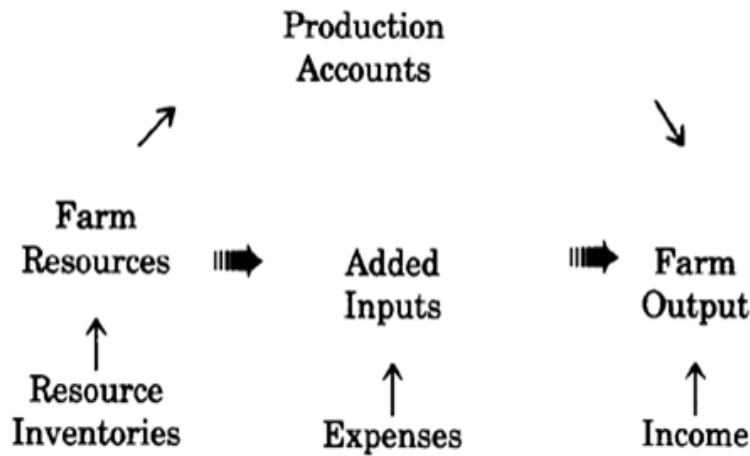 Production
Accounts
Farm
Resources
Added
Inputs
Farm
Output
Resource
Inventories
Expenses
Income